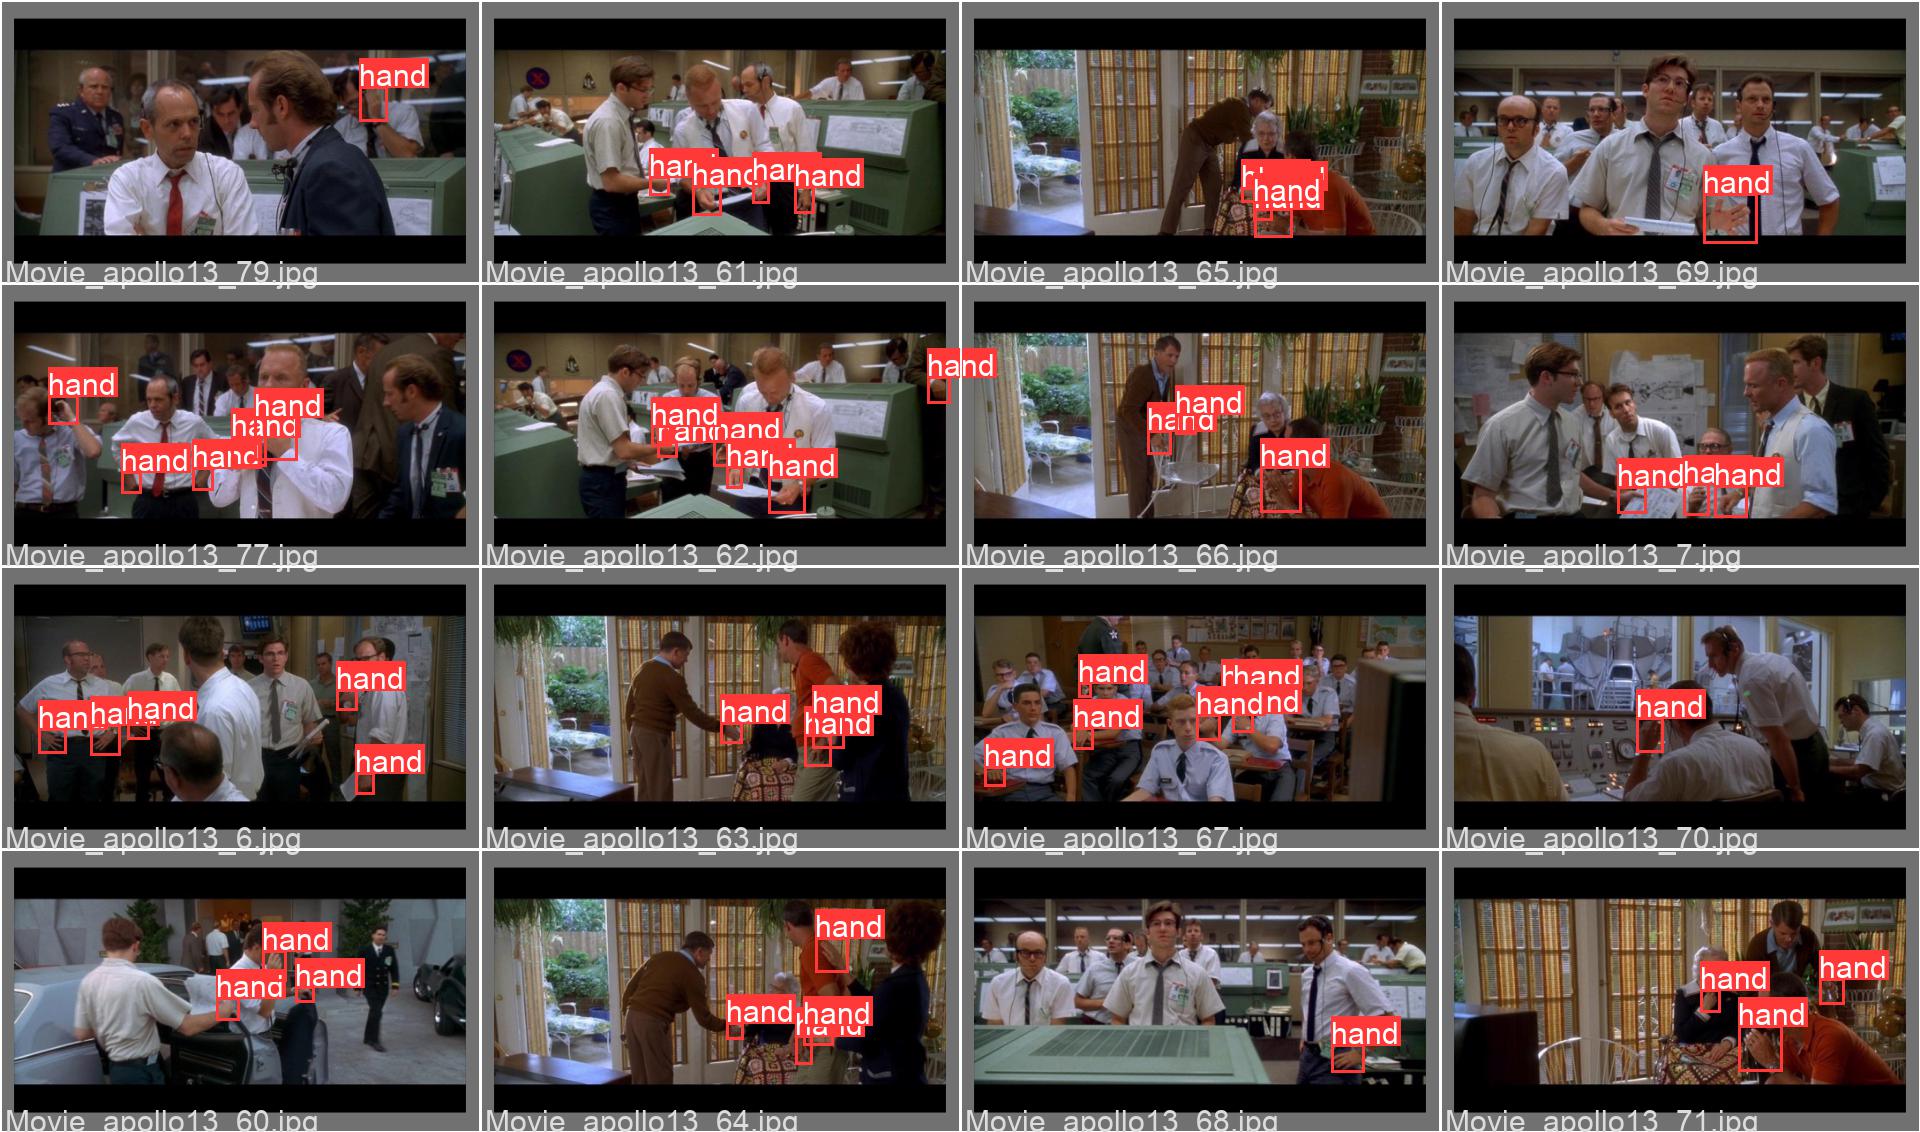 hand
Movie_apollo13_79.jpg
hand
hand
hand
hand
Movie_apollo13_61.jpg
hand
hand
Movie_apollo13_65.jpg
hand
Movie_apollo13_69.jpg
hand
hand
hand
hand
hand
Movie_apollo13_77.jpg
hand
hand
hand
hand
hand
hand
Movie_apollo13_62.jpg
hand
hand
hand
Movie_apollo13_66.jpg
hand
ha
hand
Movie_apollo13_7.jpg
hand
hand
han
ha
hand
Movie_apollo13_6.jpg
hand
hand
hand
Movie_apollo13_63.jpg
hand
hand
hand
hand
hand
nd
Movie_apollo13_67.jpg
hand
Movie_apollo13_70.jpg
hand
hand
hand
Movie_apollo13_60.jpg
hand
hand
hand
hand
Movie_apollo13_64.jpg
hand
Movie_apollo13_68.jpg
hand
hand
hand
Movie_apollo13_71.jpg